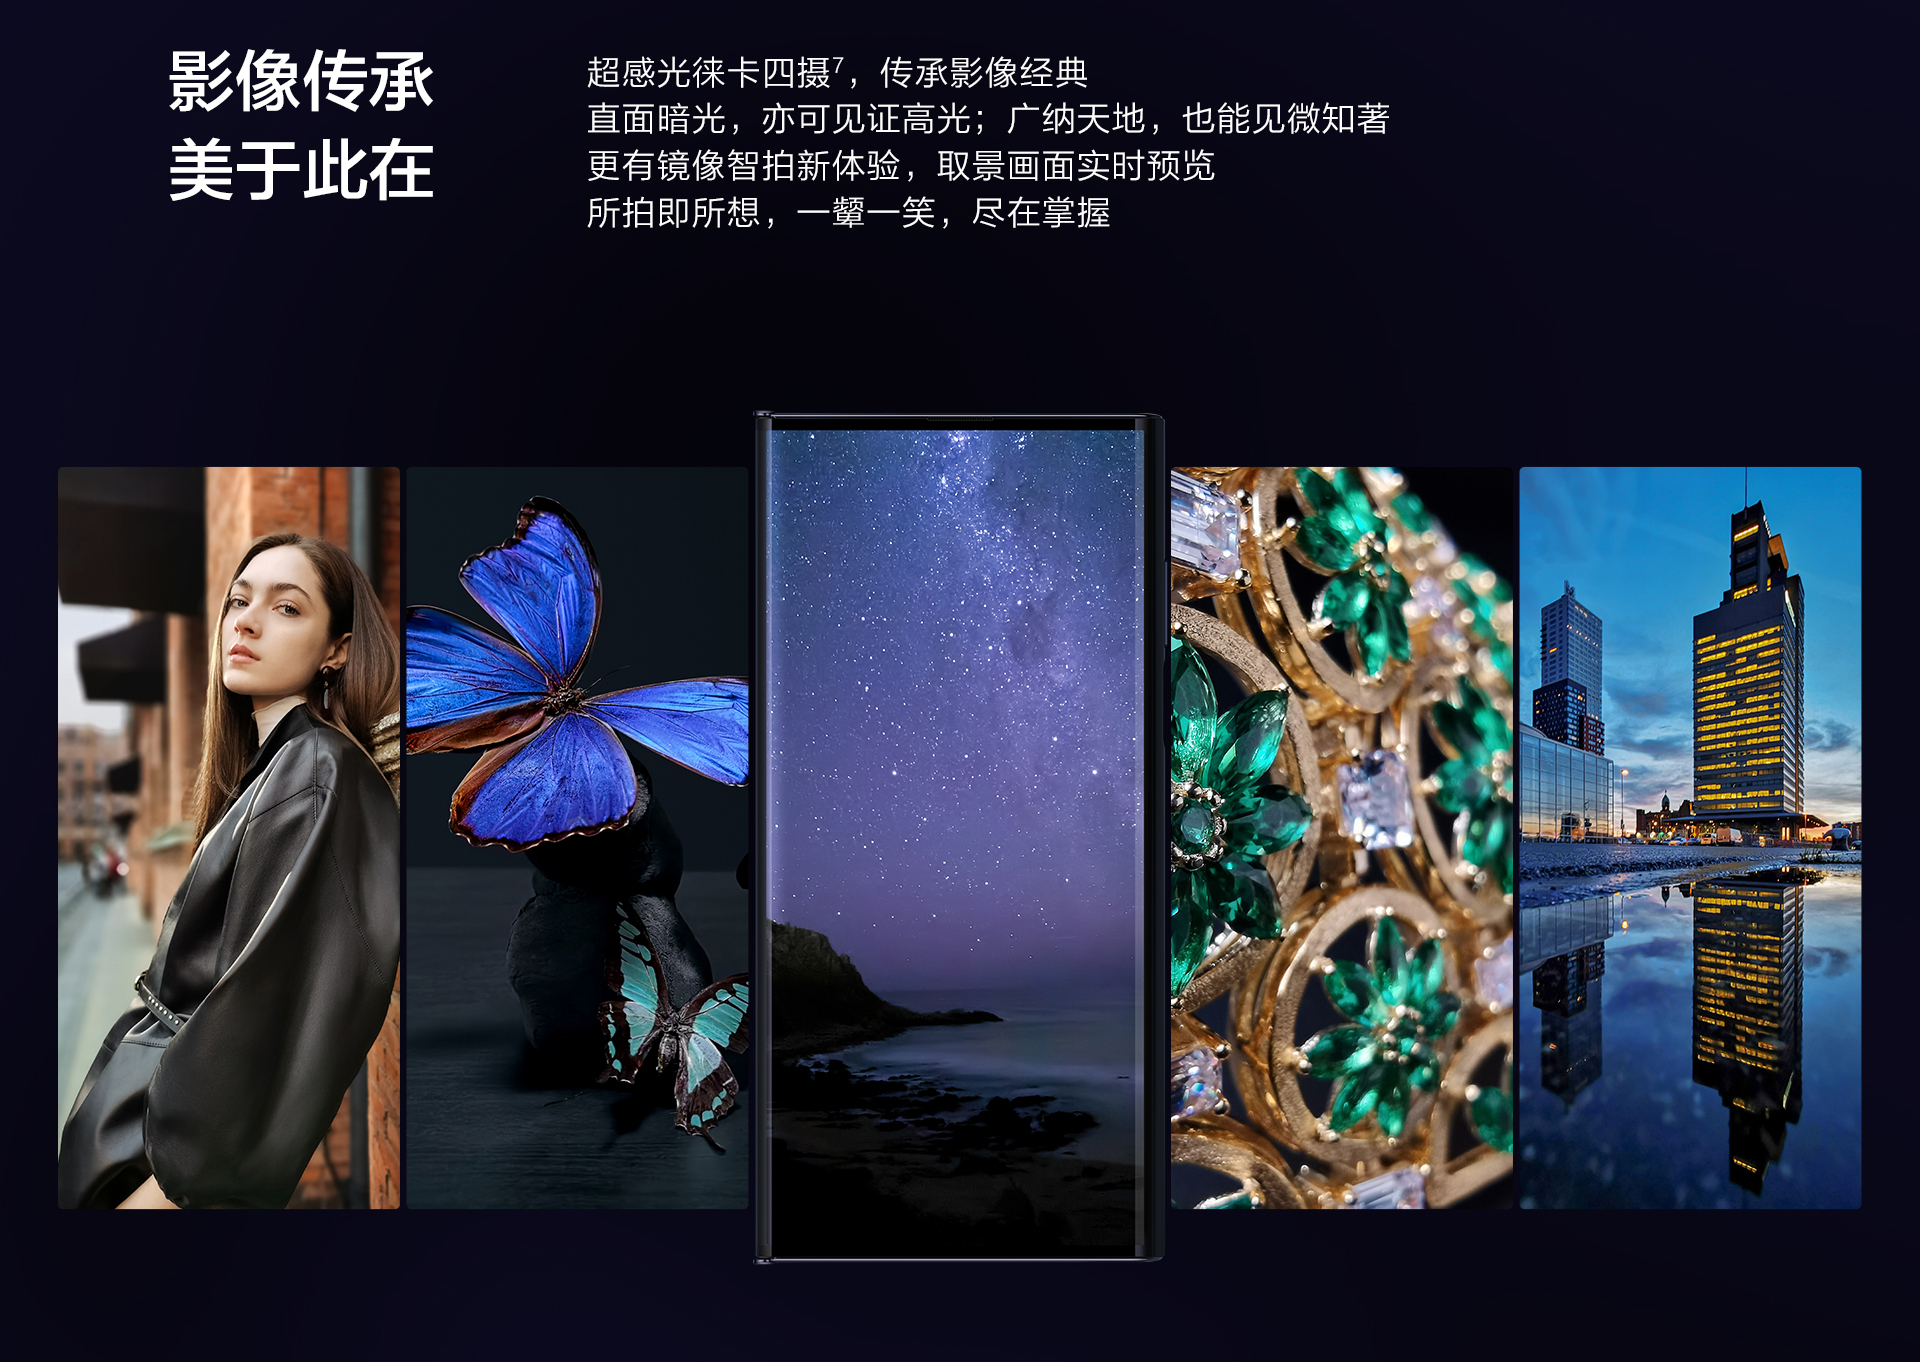 影像传承
美于此在
超感光徕卡四摄7，传承影像经典
直面暗光，亦可见证高光；广纳天地，也能见微知著
更有镜像智拍新体验，取景画面实时预览
所拍即所想，一颦一笑，尽在掌握